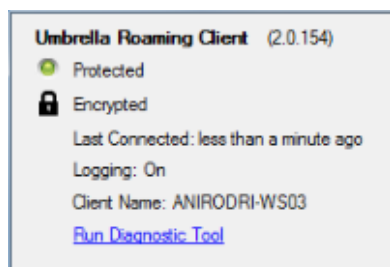 Umbrella Roaming Client (2.0.154)
Protected
Encrypted
Last Connected: less than a minute ago
Logging: On
Client Name: ANIRODRI-WS03
Run Diagnostic Tool